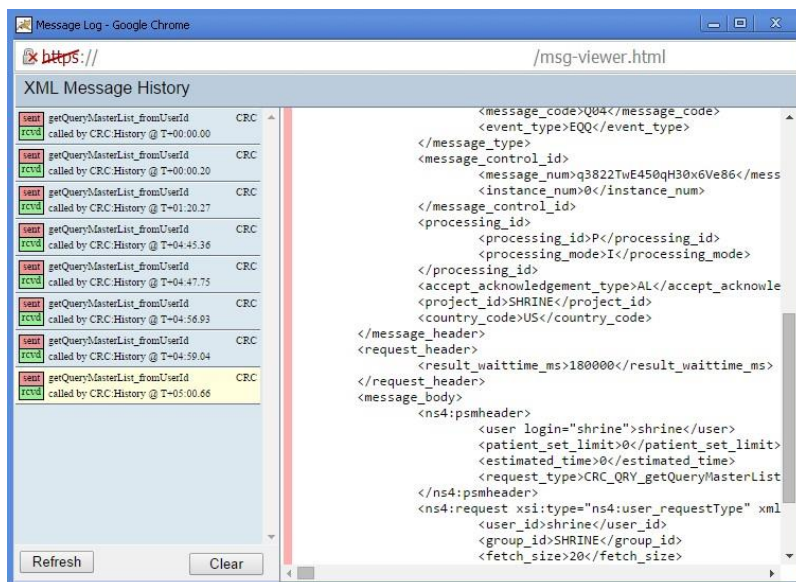 Message Log - Google Chrome
https:// /msg-viewer.html
XML Message History
sent getQueryMasterList_fromUserId CRC
rcvd called by CRC:History @ T+00:00.00
sent getQueryMasterList_fromUserId CRC
rcvd called by CRC:History @ T+00:00.20
sent getQueryMasterList_fromUserId CRC
rcvd called by CRC:History @ T+01:20.27
sent getQueryMasterList_fromUserId CRC
rcvd called by CRC:History @ T+04:45.36
sent getQueryMasterList_fromUserId CRC
rcvd called by CRC:History @ T+04:47.75
sent getQueryMasterList_fromUserId CRC
rcvd called by CRC:History @ T+04:56.93
sent getQueryMasterList_fromUserId CRC
rcvd called by CRC:History @ T+04:59.04
sent getQueryMasterList_fromUserId CRC
rcvd called by CRC:History @ T+05:00.66
Refresh
Clear
<message_code>Q04</message_code>
<event_type>EQQ</event_type>
</message_type>
<message_control_id>
<message_num>q3822TwE450qH30x6Ve86</mess
<instance_num>0</instance_num>
</message_control_id>
<processing_id>
<processing_id>P</processing_id>
<processing_mode>I</processing_mode>
</processing_id>
<accept_acknowledgement_type>AL</accept_acknowle
<project_id>SHRINE</project_id>
<country_code>US</country_code>
</message_header>
<request_header>
<result_waittime_ms>180000</result_waittime_ms>
</request_header>
<message_body>
<ns4:psmheader>
<user login="shrine">shrine</user>
<patient_set_limit>0</patient_set_limit>
<estimated_time>0</estimated_time>
<request_type>CRC_QRY_getQueryMasterList
</ns4:psmheader>
<ns4:request xsi:type="ns4:user_requestType" xml
<user_id>shrine</user_id>
<group_id>SHRINE</group_id>
<fetch_size>20</fetch_size>